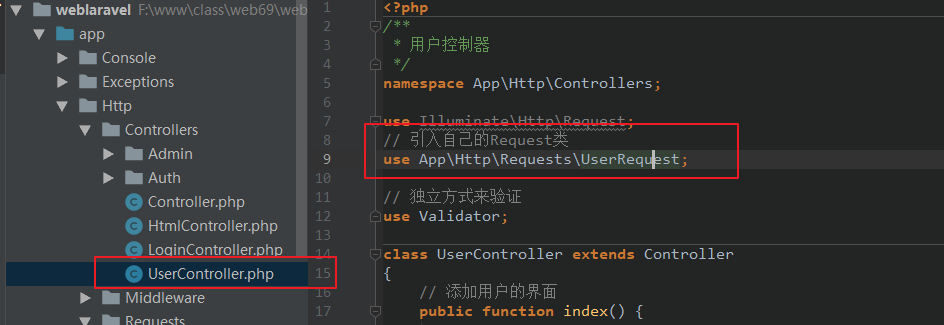 weblaravel F:\www\class\web69\web
app
Console
Exceptions
Http
Controllers
Admin
Auth
Controller.php
HtmlController.php
LoginController.php
UserController.php
Middleware
Requests
1 <?php
2 /**
3 * 用户控制器
4 */
5 namespace App\Http\Controllers;
6
7 use Illuminate\Http\Request;
8 // 引入自己的Request类
9 use App\Http\Requests\UserRequest;
10
11 // 独立方式来验证
12 use Validator;
13
14 class UserController extends Controller
15 {
16 // 添加用户的界面
17 public function index() {